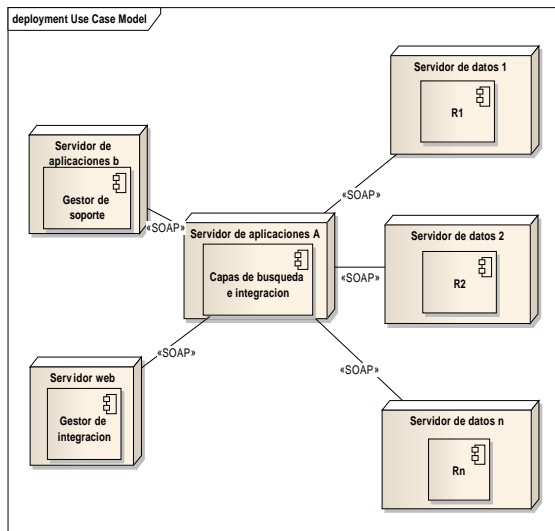 deployment Use Case Model
Servidor de datos 1
R1
Servidor de
aplicaciones b
Gestor de
soporte
«SOAP»
«SOAP»
Servidor de aplicaciones A
Capas de busqueda
e integracion
Servidor de datos 2
R2
«SOAP»
«SOAP»
«SOAP»
Servidor web
Gestor de
integracion
Servidor de datos n
Rn